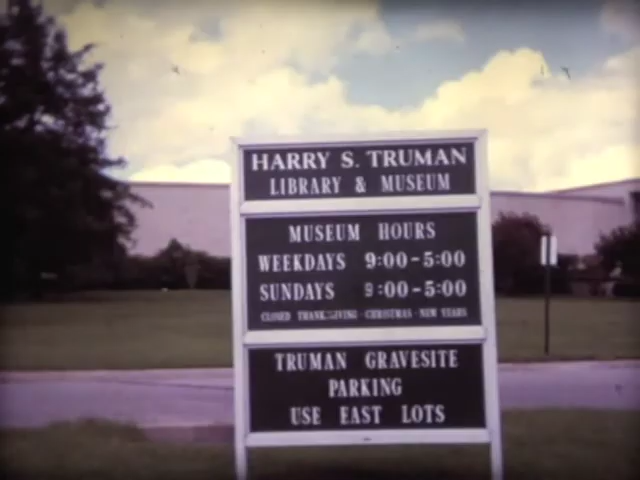 HARRY S. TRUMAN
LIBRARY & MUSEUM
MUSEUM HOURS
WEEKDAYS 9:00-5:00
SUNDAYS 9:00-5:00
CLOSED THANKSGIVING - CHRISTMAS - NEW YEARS
TRUMAN GRAVESITE
PARKING
USE EAST LOTS